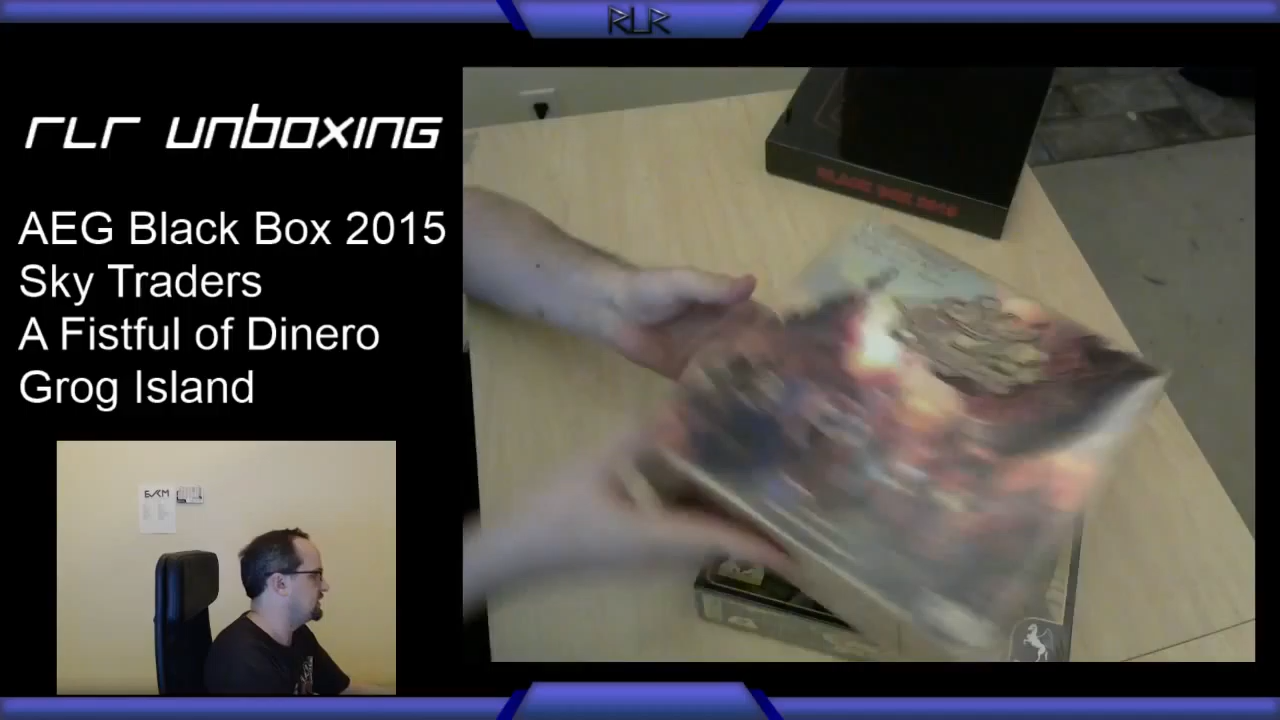 RLR
RLR UNBOXING
AEG Black Box 2015
Sky Traders
A Fistful of Dinero
Grog Island
BLACK BOX 2015